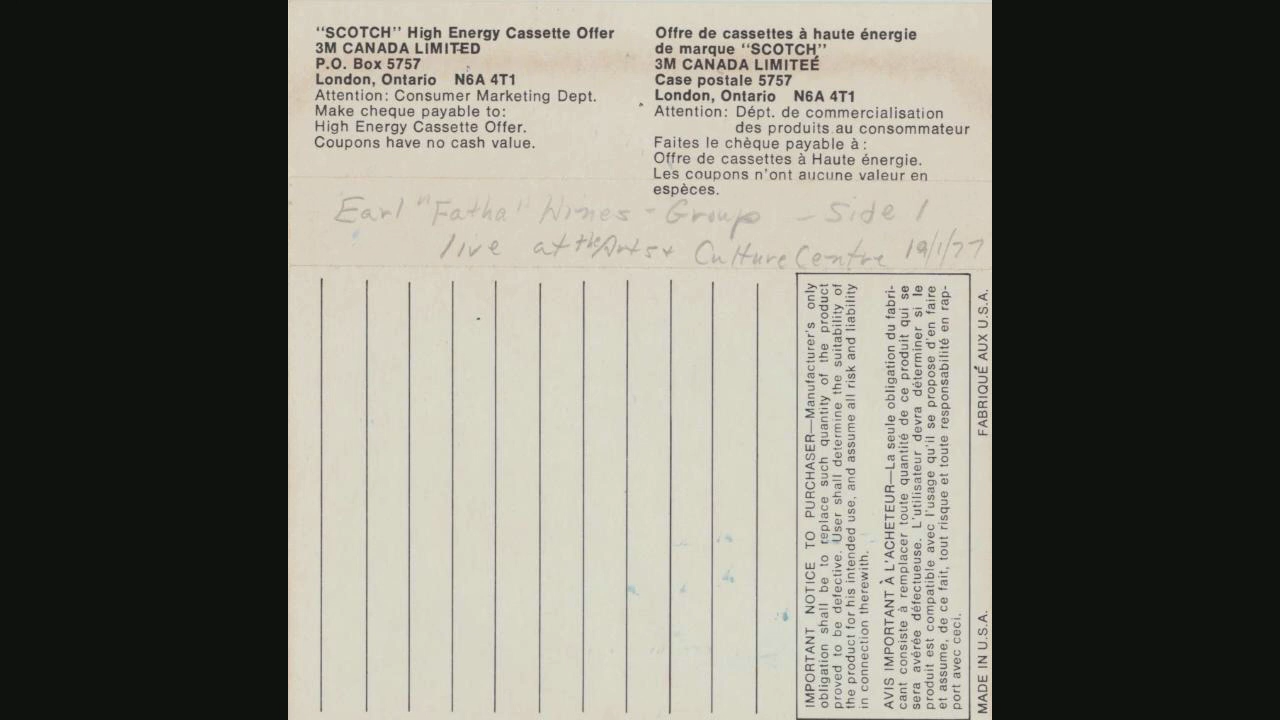 "SCOTCH" High Energy Cassette Offer
3M CANADA LIMITED
P.O. Box 5757
London, Ontario N6A 4T1
Attention: Consumer Marketing Dept.
Make cheque payable to:
High Energy Cassette Offer.
Coupons have no cash value.
Offre de cassettes à haute énergie
de marque "SCOTCH"
3M CANADA LIMITEÉ
Case postale 5757
London, Ontario N6A 4T1
Attention: Dépt. de commercialisation
des produits au consommateur
Faites le chèque payable à :
Offre de cassettes à Haute énergie.
Les coupons n'ont aucune valeur en
espèces.
Earl "Fatha" Hines - Group - Side 1
live at the Arts + Culture Centre 19/1/77
IMPORTANT NOTICE TO PURCHASER—Manufacturer's only
obligation shall be to replace such quantity of the product
proved to be defective. User shall determine the suitability of
the product for his intended use, and assume all risk and liability
in connection therewith.
AVIS IMPORTANT À L'ACHETEUR—La seule obligation du fabri-
cant consiste à remplacer toute quantité de ce produit qui se
sera avérée défectueuse. L'utilisateur devra déterminer si le
produit est compatible avec l'usage qu'il se propose d'en faire
et assume, de ce fait, tout risque et toute responsabilité en rap-
port avec ceci.
MADE IN U.S.A. FABRIQUÉ AUX U.S.A.